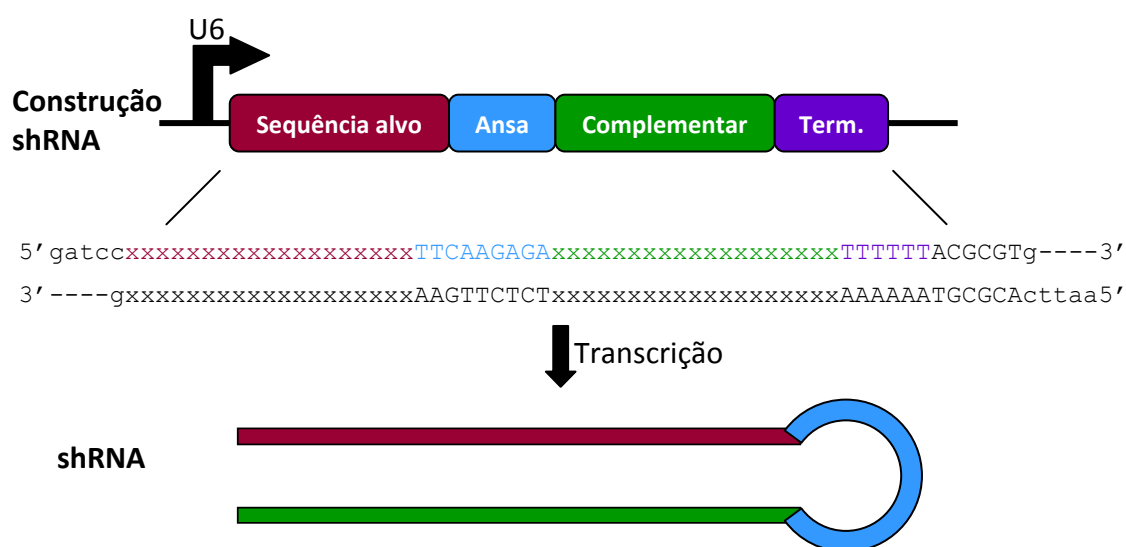 U6
Construção
shRNA
Sequência alvo Ansa Complementar Term.
5’gatccxxxxxxxxxxxxxxxxxxxTTCAAGAGAxxxxxxxxxxxxxxxxxxxTTTTTTACGCGTg----3’
3’----gxxxxxxxxxxxxxxxxxxxAAGTTCTCTxxxxxxxxxxxxxxxxxxxAAAAAATGCGCActtaa5’
Transcrição
shRNA